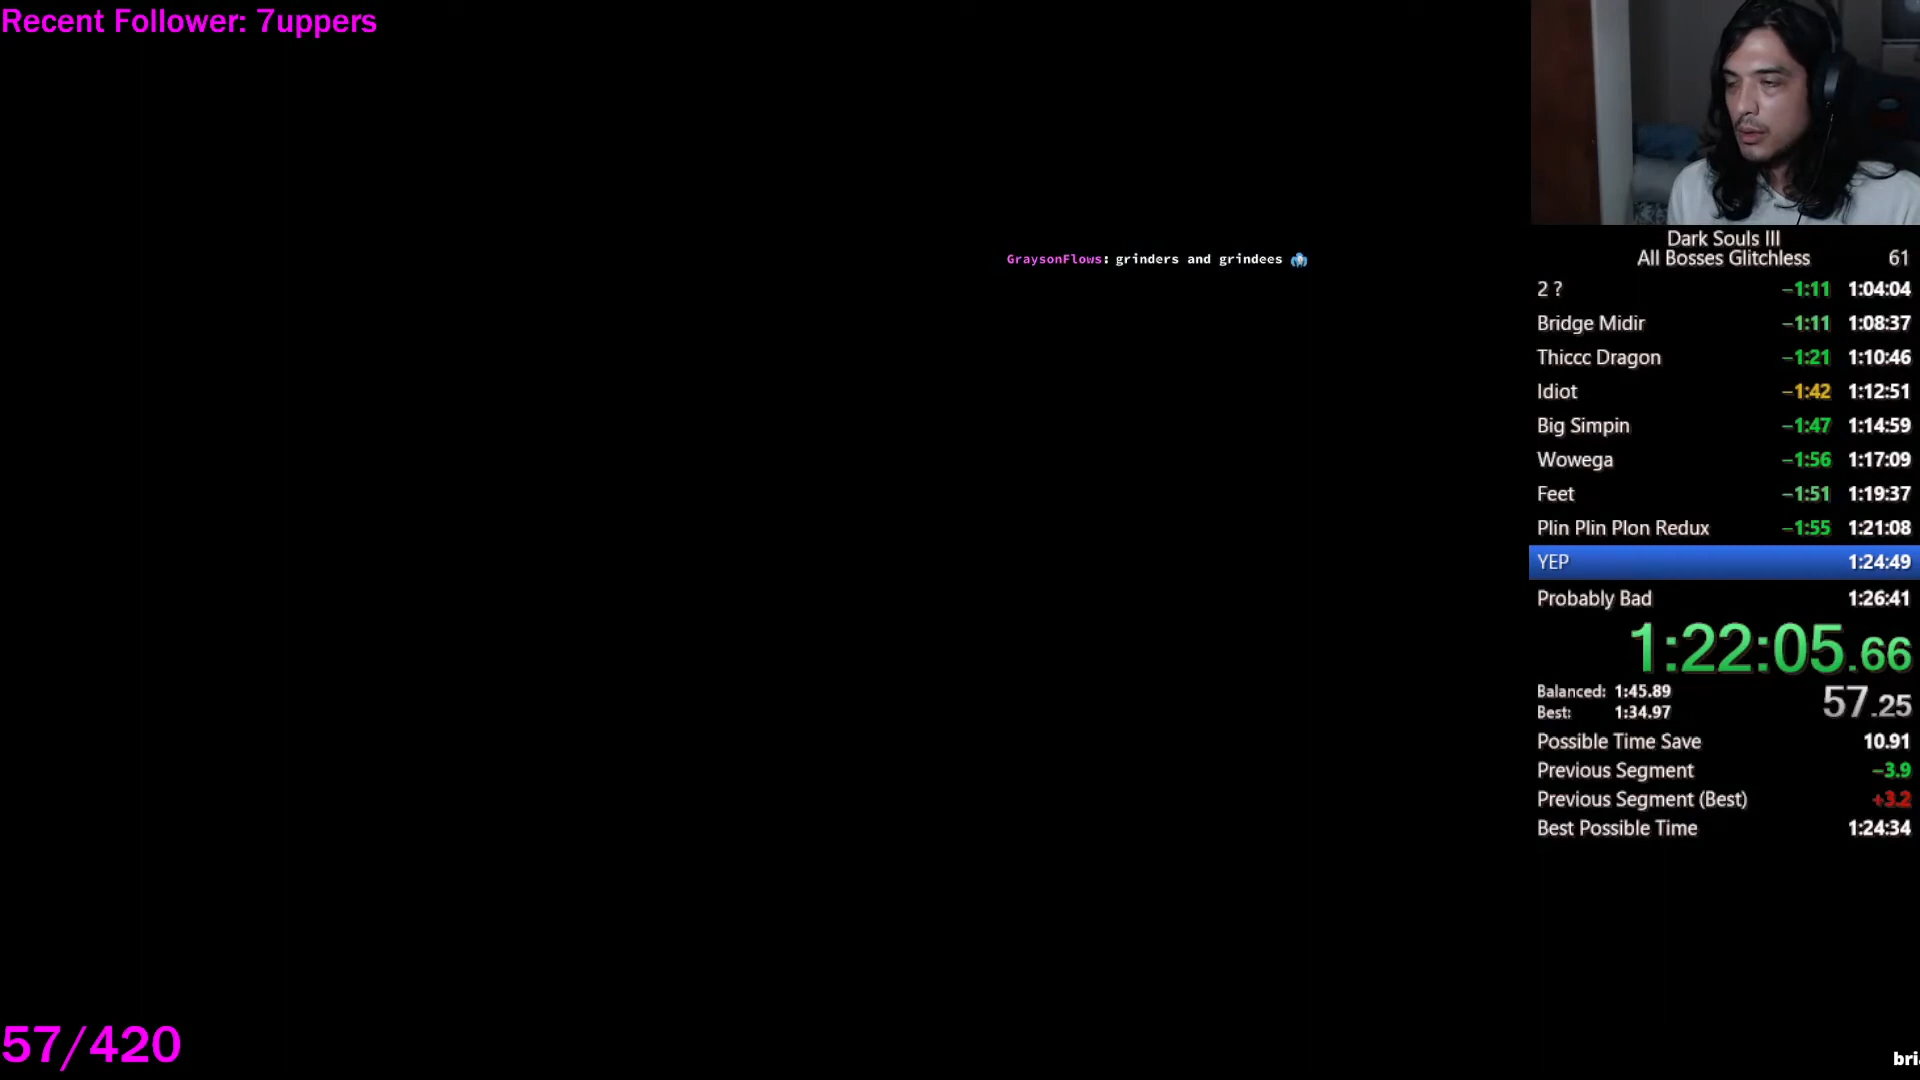 Recent Follower: 7uppers
GraysonFlows: grinders and grindees
Dark Souls III
All Bosses Glitchless 61
2 ? −1:11 1:04:04
Bridge Midir −1:11 1:08:37
Thiccc Dragon −1:21 1:10:46
Idiot −1:42 1:12:51
Big Simpin −1:47 1:14:59
Wowega −1:56 1:17:09
Feet −1:51 1:19:37
Plin Plin Plon Redux −1:55 1:21:08
YEP 1:24:49
Probably Bad 1:26:41
1:22:05.66
Balanced: 1:45.89 57.25
Best: 1:34.97
Possible Time Save 10.91
Previous Segment −3.9
Previous Segment (Best) +3.2
Best Possible Time 1:24:34
57/420
bri